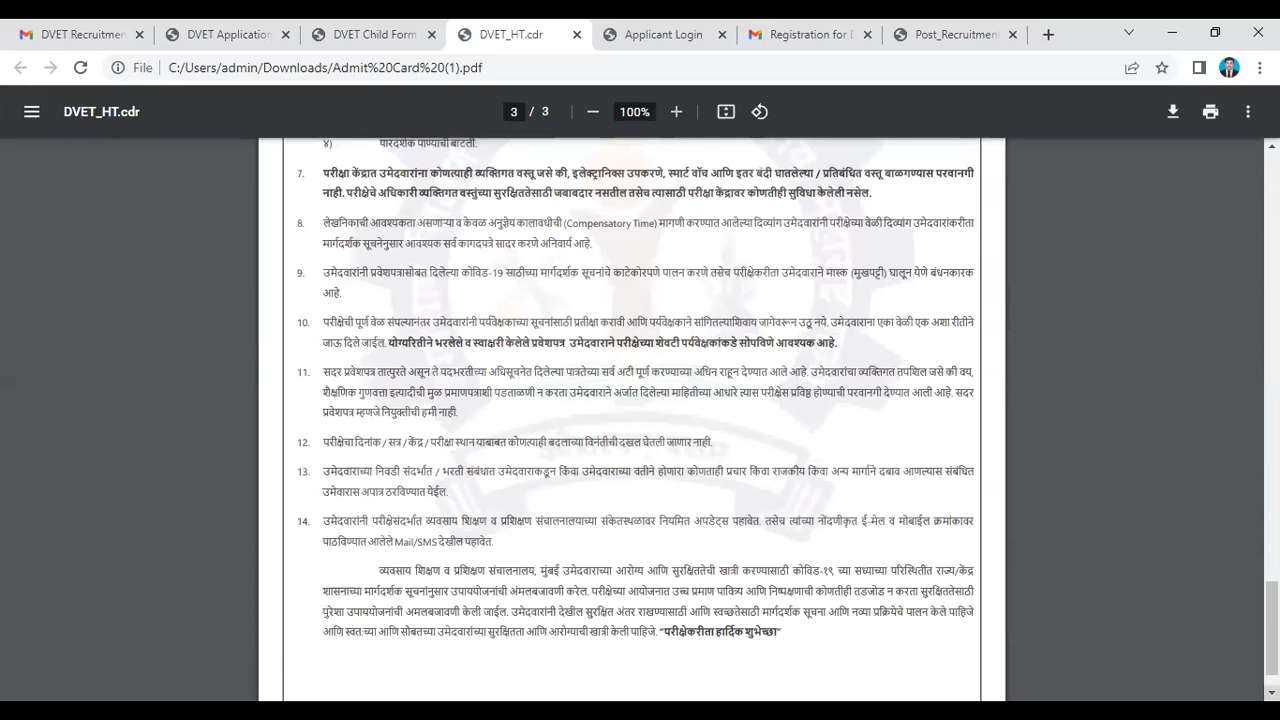 DVET Recruitmen
DVET Application
DVET Child Form
DVET_HT.cdr
Applicant Login
Registration for D
Post_Recruitment
File
C:/Users/admin/Downloads/Admit%20Card%20(1).pdf
DVET_HT.cdr
3 / 3
100%
४) पारदर्शक पाण्याची बाटली.
7. परीक्षा केंद्रात उमेदवारांना कोणत्याही व्यक्तिगत वस्तू जसे की, इलेक्ट्रानिक्स उपकरणे, स्मार्ट वॉच आणि इतर बंदी घातलेल्या / प्रतिबंधित वस्तू बाळगण्यास परवानगी
नाही. परीक्षेचे अधिकारी व्यक्तिगत वस्तुंच्या सुरक्षिततेसाठी जबाबदार नसतील तसेच त्यासाठी परीक्षा केंद्रावर कोणतीही सुविधा केलेली नसेल.
8. लेखनिकाची आवश्यकता असणाऱ्या व केवळ अनुज्ञेय कालावधीची (Compensatory Time) मागणी करण्यात आलेल्या दिव्यांग उमेदवारांनी परीक्षेच्या वेळी दिव्यांग उमेदवारांकरीता
मार्गदर्शक सूचनेनुसार आवश्यक सर्व कागदपत्रे सादर करणे अनिवार्य आहे.
9. उमेदवारांनी प्रवेशपत्रासोबत दिलेल्या कोविड-19 साठीच्या मार्गदर्शक सूचनांचे काटेकोरपणे पालन करणे तसेच परीक्षेकरीता उमेदवाराने मास्क (मुखपट्टी) घालून येणे बंधनकारक
आहे.
10. परीक्षेची पूर्ण वेळ संपल्यानंतर उमेदवारांनी पर्यवेक्षकाच्या सूचनांसाठी प्रतीक्षा करावी आणि पर्यवेक्षकाने सांगितल्याशिवाय जागेवरून उठू नये. उमेदवाराना एका वेळी एक अशा रीतीने
जाऊ दिले जाईल. योग्यरितीने भरलेले व स्वाक्षरी केलेले प्रवेशपत्र उमेदवाराने परीक्षेच्या शेवटी पर्यवेक्षकांकडे सोपविणे आवश्यक आहे.
11. सदर प्रवेशपत्र तात्पुरते असून ते पदभरतीच्या अधिसूचनेत दिलेल्या पात्रतेच्या सर्व अटी पूर्ण करण्याच्या अधिन राहून देण्यात आले आहे. उमेदवारांचा व्यक्तिगत तपशिल जसे की वय,
शैक्षणिक गुणवत्ता इत्यादीची मुळ प्रमाणपत्राशी पडताळणी न करता उमेदवाराने अर्जात दिलेल्या माहितीच्या आधारे त्यास परीक्षेस प्रविष्ट होण्याची परवानगी देण्यात आली आहे. सदर
प्रवेशपत्र म्हणजे नियुक्तीची हमी नाही.
12. परीक्षेचा दिनांक / सत्र / केंद्र / परीक्षा स्थान याबाबत कोणत्याही बदलाच्या विनंतीची दखल घेतली जाणार नाही.
13. उमेदवाराच्या निवडी संदर्भात / भरती संबंधात उमेदवाराकडून किंवा उमेदवाराच्या वतीने होणारा कोणताही प्रचार किंवा राजकीय किंवा अन्य मार्गाने दबाव आणल्यास संबंधित
उमेवारास अपात्र ठरविण्यात येईल.
14. उमेदवारांनी परीक्षेसंदर्भात व्यवसाय शिक्षण व प्रशिक्षण संचालनालयाच्या संकेतस्थळावर नियमित अपडेट्स पहावेत. तसेच त्यांच्या नोंदणीकृत ई-मेल व मोबाईल क्रमांकावर
पाठविण्यात आलेले Mail/SMS देखील पहावेत.
व्यवसाय शिक्षण व प्रशिक्षण संचालनालय, मुंबई उमेदवाराच्या आरोग्य आणि सुरक्षिततेची खात्री करण्यासाठी कोविड-१९ च्या सध्याच्या परिस्थितीत राज्य/केंद्र
शासनाच्या मार्गदर्शक सूचनांनुसार उपाययोजनांची अंमलबजावणी करेल. परीक्षेच्या आयोजनात उच्च प्रमाण पावित्र्य आणि निष्पक्षणाची कोणतीही तडजोड न करता सुरक्षिततेसाठी
पुरेशा उपाययोजनांची अमलबजावणी केली जाईल. उमेदवारांनी देखील सुरक्षित अंतर राखण्यासाठी आणि स्वच्छतेसाठी मार्गदर्शक सूचना आणि नव्या प्रक्रियेचे पालन केले पाहिजे
आणि स्वत:च्या आणि सोबतच्या उमेदवारांच्या सुरक्षितता आणि आरोग्याची खात्री केली पाहिजे. "परीक्षेकरीता हार्दिक शुभेच्छा"